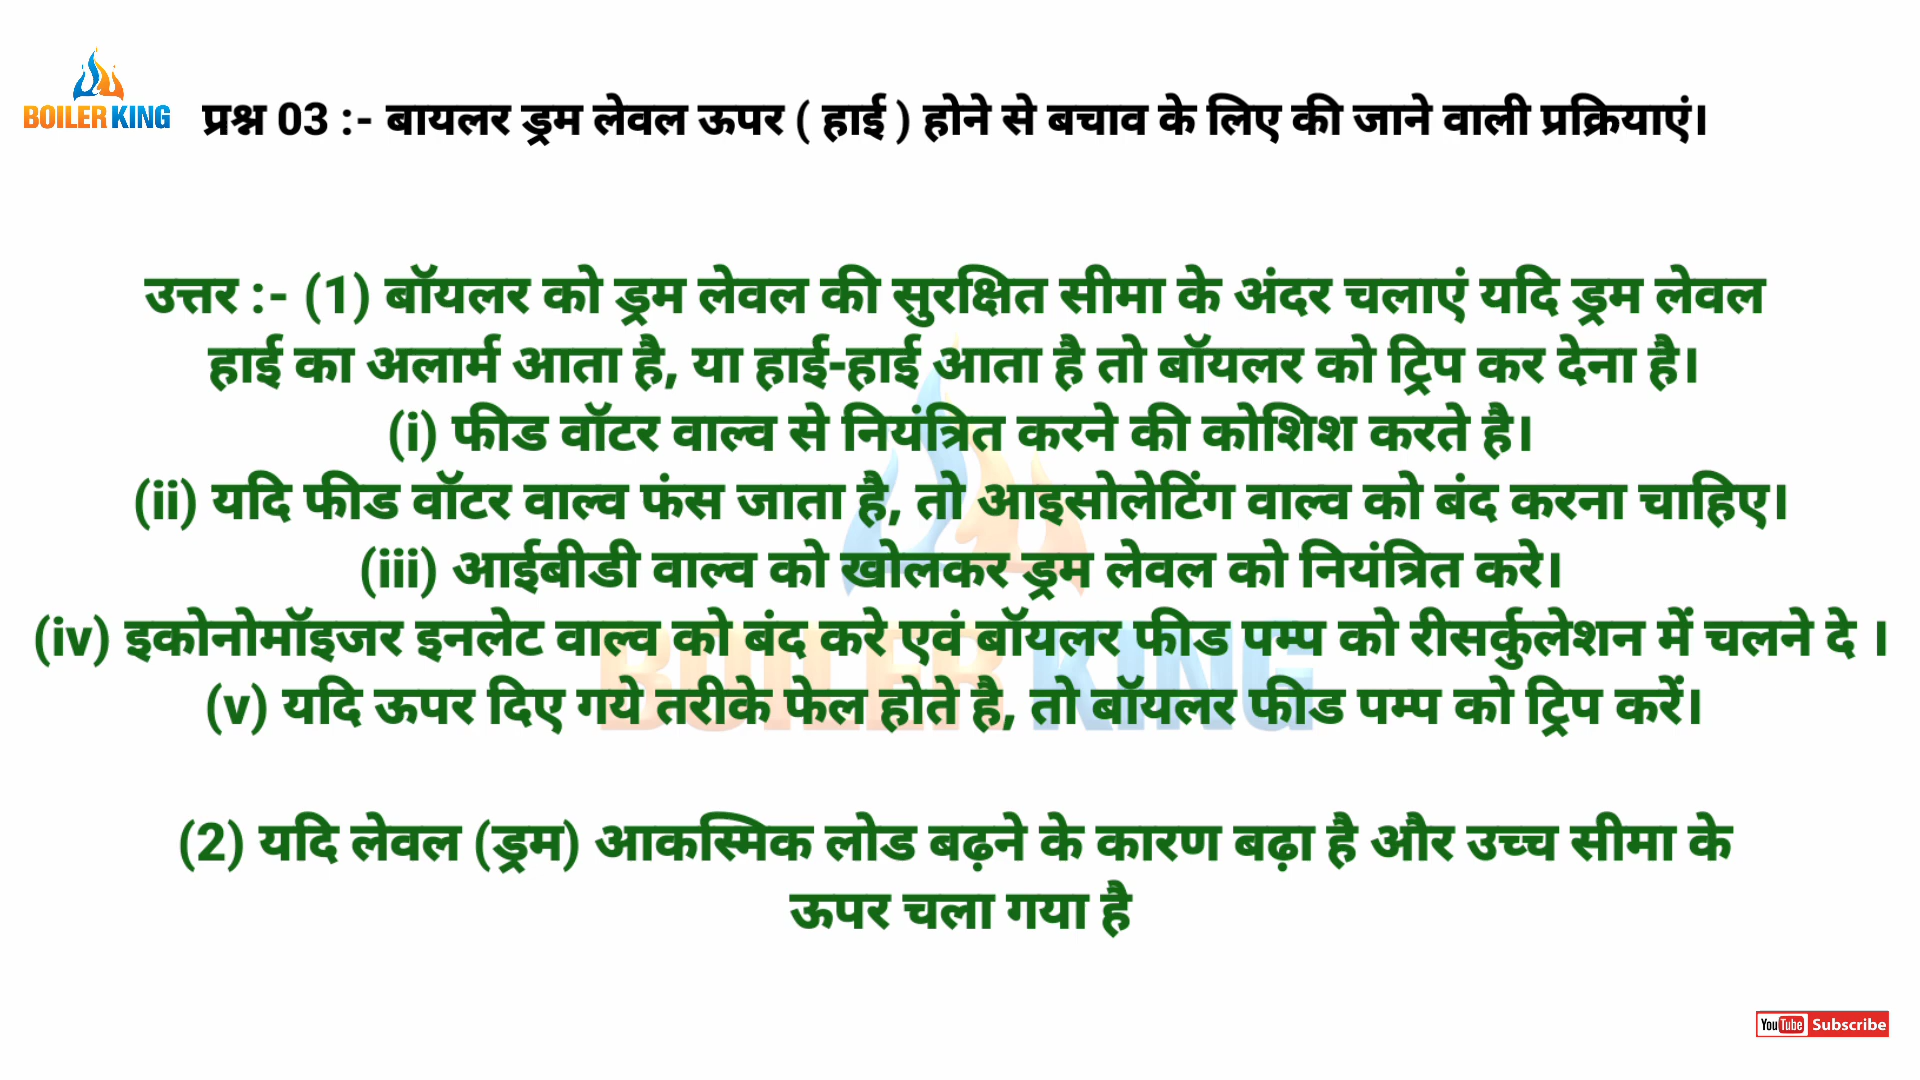 BOILER KING
प्रश्न 03 :- बायलर ड्रम लेवल ऊपर ( हाई ) होने से बचाव के लिए की जाने वाली प्रक्रियाएं।
उत्तर :- (1) बॉयलर को ड्रम लेवल की सुरक्षित सीमा के अंदर चलाएं यदि ड्रम लेवल
हाई का अलार्म आता है, या हाई-हाई आता है तो बॉयलर को ट्रिप कर देना है।
(i) फीड वॉटर वाल्व से नियंत्रित करने की कोशिश करते है।
(ii) यदि फीड वॉटर वाल्व फंस जाता है, तो आइसोलेटिंग वाल्व को बंद करना चाहिए।
(iii) आईबीडी वाल्व को खोलकर ड्रम लेवल को नियंत्रित करे।
(iv) इकोनोमॉइजर इनलेट वाल्व को बंद करे एवं बॉयलर फीड पम्प को रीसर्कुलेशन में चलने दे ।
(v) यदि ऊपर दिए गये तरीके फेल होते है, तो बॉयलर फीड पम्प को ट्रिप करें।
BOILER KING
(2) यदि लेवल (ड्रम) आकस्मिक लोड बढ़ने के कारण बढ़ा है और उच्च सीमा के
ऊपर चला गया है
YouTube Subscribe